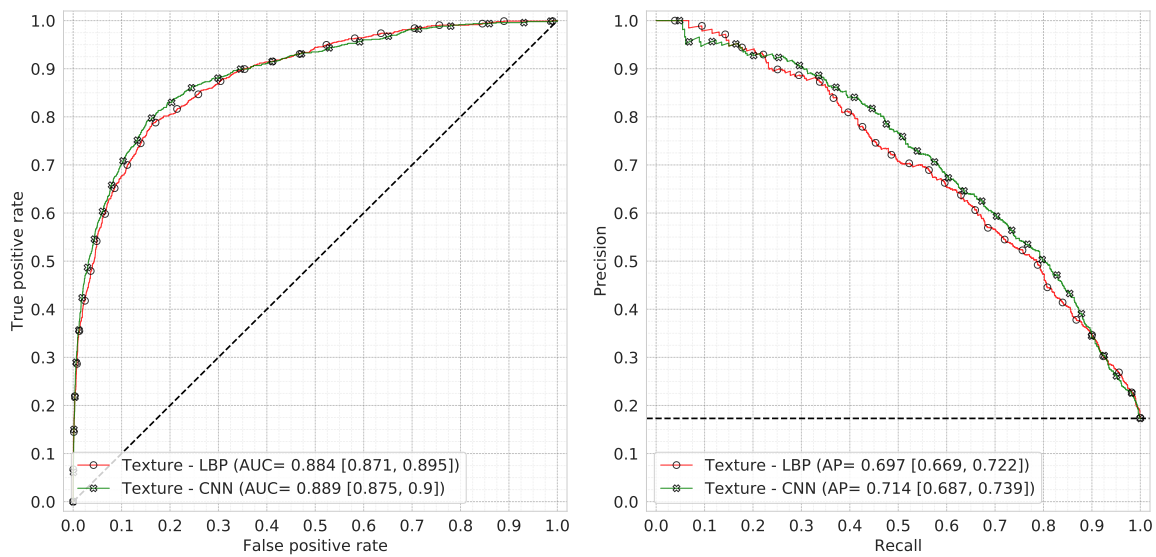 1.0
0.9
0.8
0.7
0.6
0.5
0.4
0.3
0.2
0.1
0.0
True positive rate
Texture - LBP (AUC= 0.884 [0.871, 0.895])
Texture - CNN (AUC= 0.889 [0.875, 0.9])
0.0 0.1 0.2 0.3 0.4 0.5 0.6 0.7 0.8 0.9 1.0
False positive rate
1.0
0.9
0.8
0.7
0.6
0.5
0.4
0.3
0.2
0.1
0.0
Precision
Texture - LBP (AP= 0.697 [0.669, 0.722])
Texture - CNN (AP= 0.714 [0.687, 0.739])
0.0 0.1 0.2 0.3 0.4 0.5 0.6 0.7 0.8 0.9 1.0
Recall